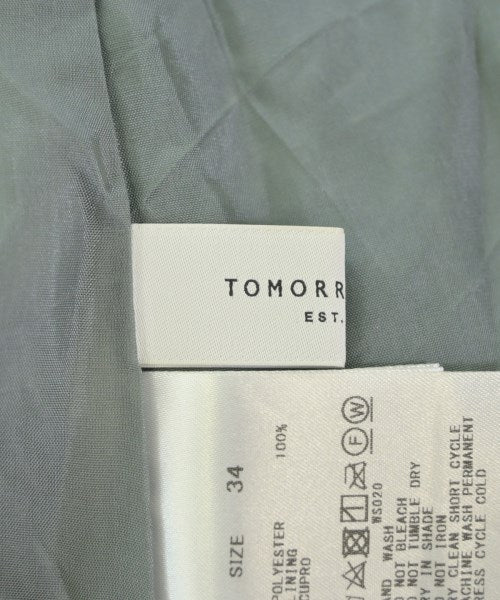 TOMORR
EST.
SIZE 34
POLYESTER 100%
LINING
CUPRO
WS020
AND WASH
O NOT BLEACH
O NOT TUMBLE DRY
RY IN SHADE
O NOT IRON
RY CLEAN SHORT CYCLE
ACHINE WASH PERMANENT
RESS CYCLE COLD
F
W